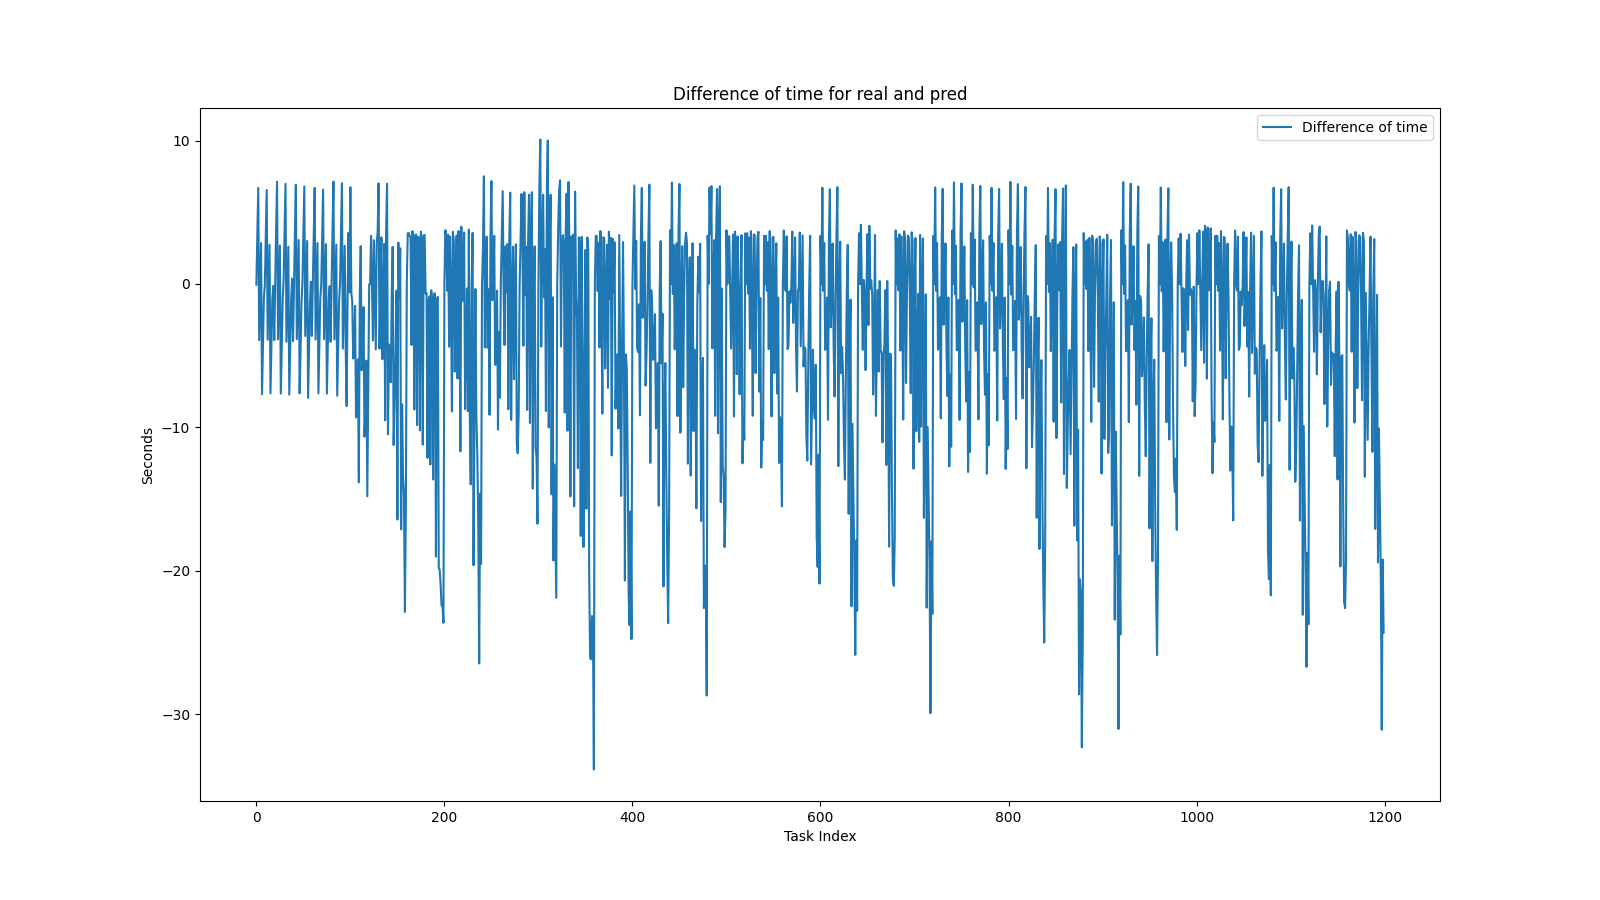 Difference of time for real and pred
Difference of time
10
0
−10
−20
−30
Seconds
0 200 400 600 800 1000 1200
Task Index